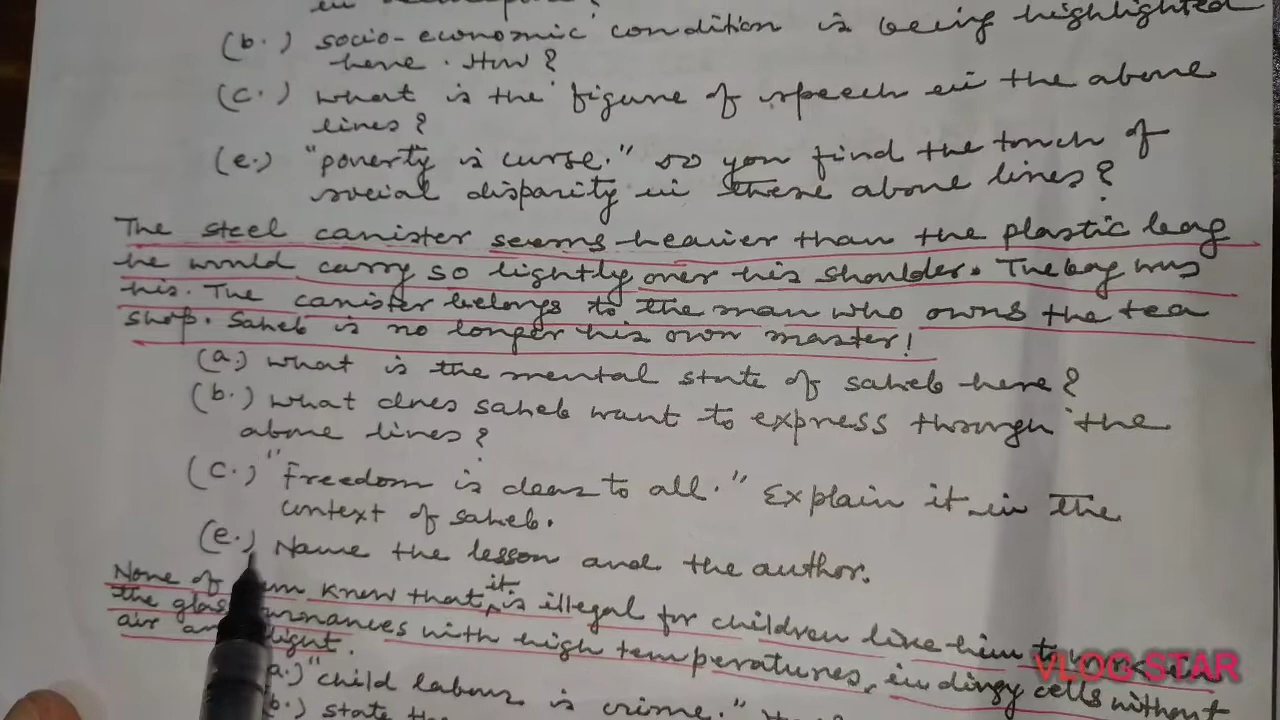 (b.) socio-economic condition is being highlighted
here. How?
(c.) what is the figure of speech in the above
lines?
(e.) "poverty is curse." so you find the touch of
social disparity in these above lines?
The steel canister seems heavier than the plastic bag
he would carry so lightly over his shoulder. The bag was
his. The canister belongs to the man who owns the tea
shop. Saheb is no longer his own master!
(a.) what is the mental state of saheb here?
(b.) what does saheb want to express through the
above lines?
(c.) "Freedom is dear to all." Explain it in the
context of saheb.
(e.) Name the lesson and the author.
None of knew that it is illegal for children like him to work in
the glass furnances with high temperatures, in dingy cells without
air and light.
(a.) "child labour is crime."
(b.) state the
VLOG STAR